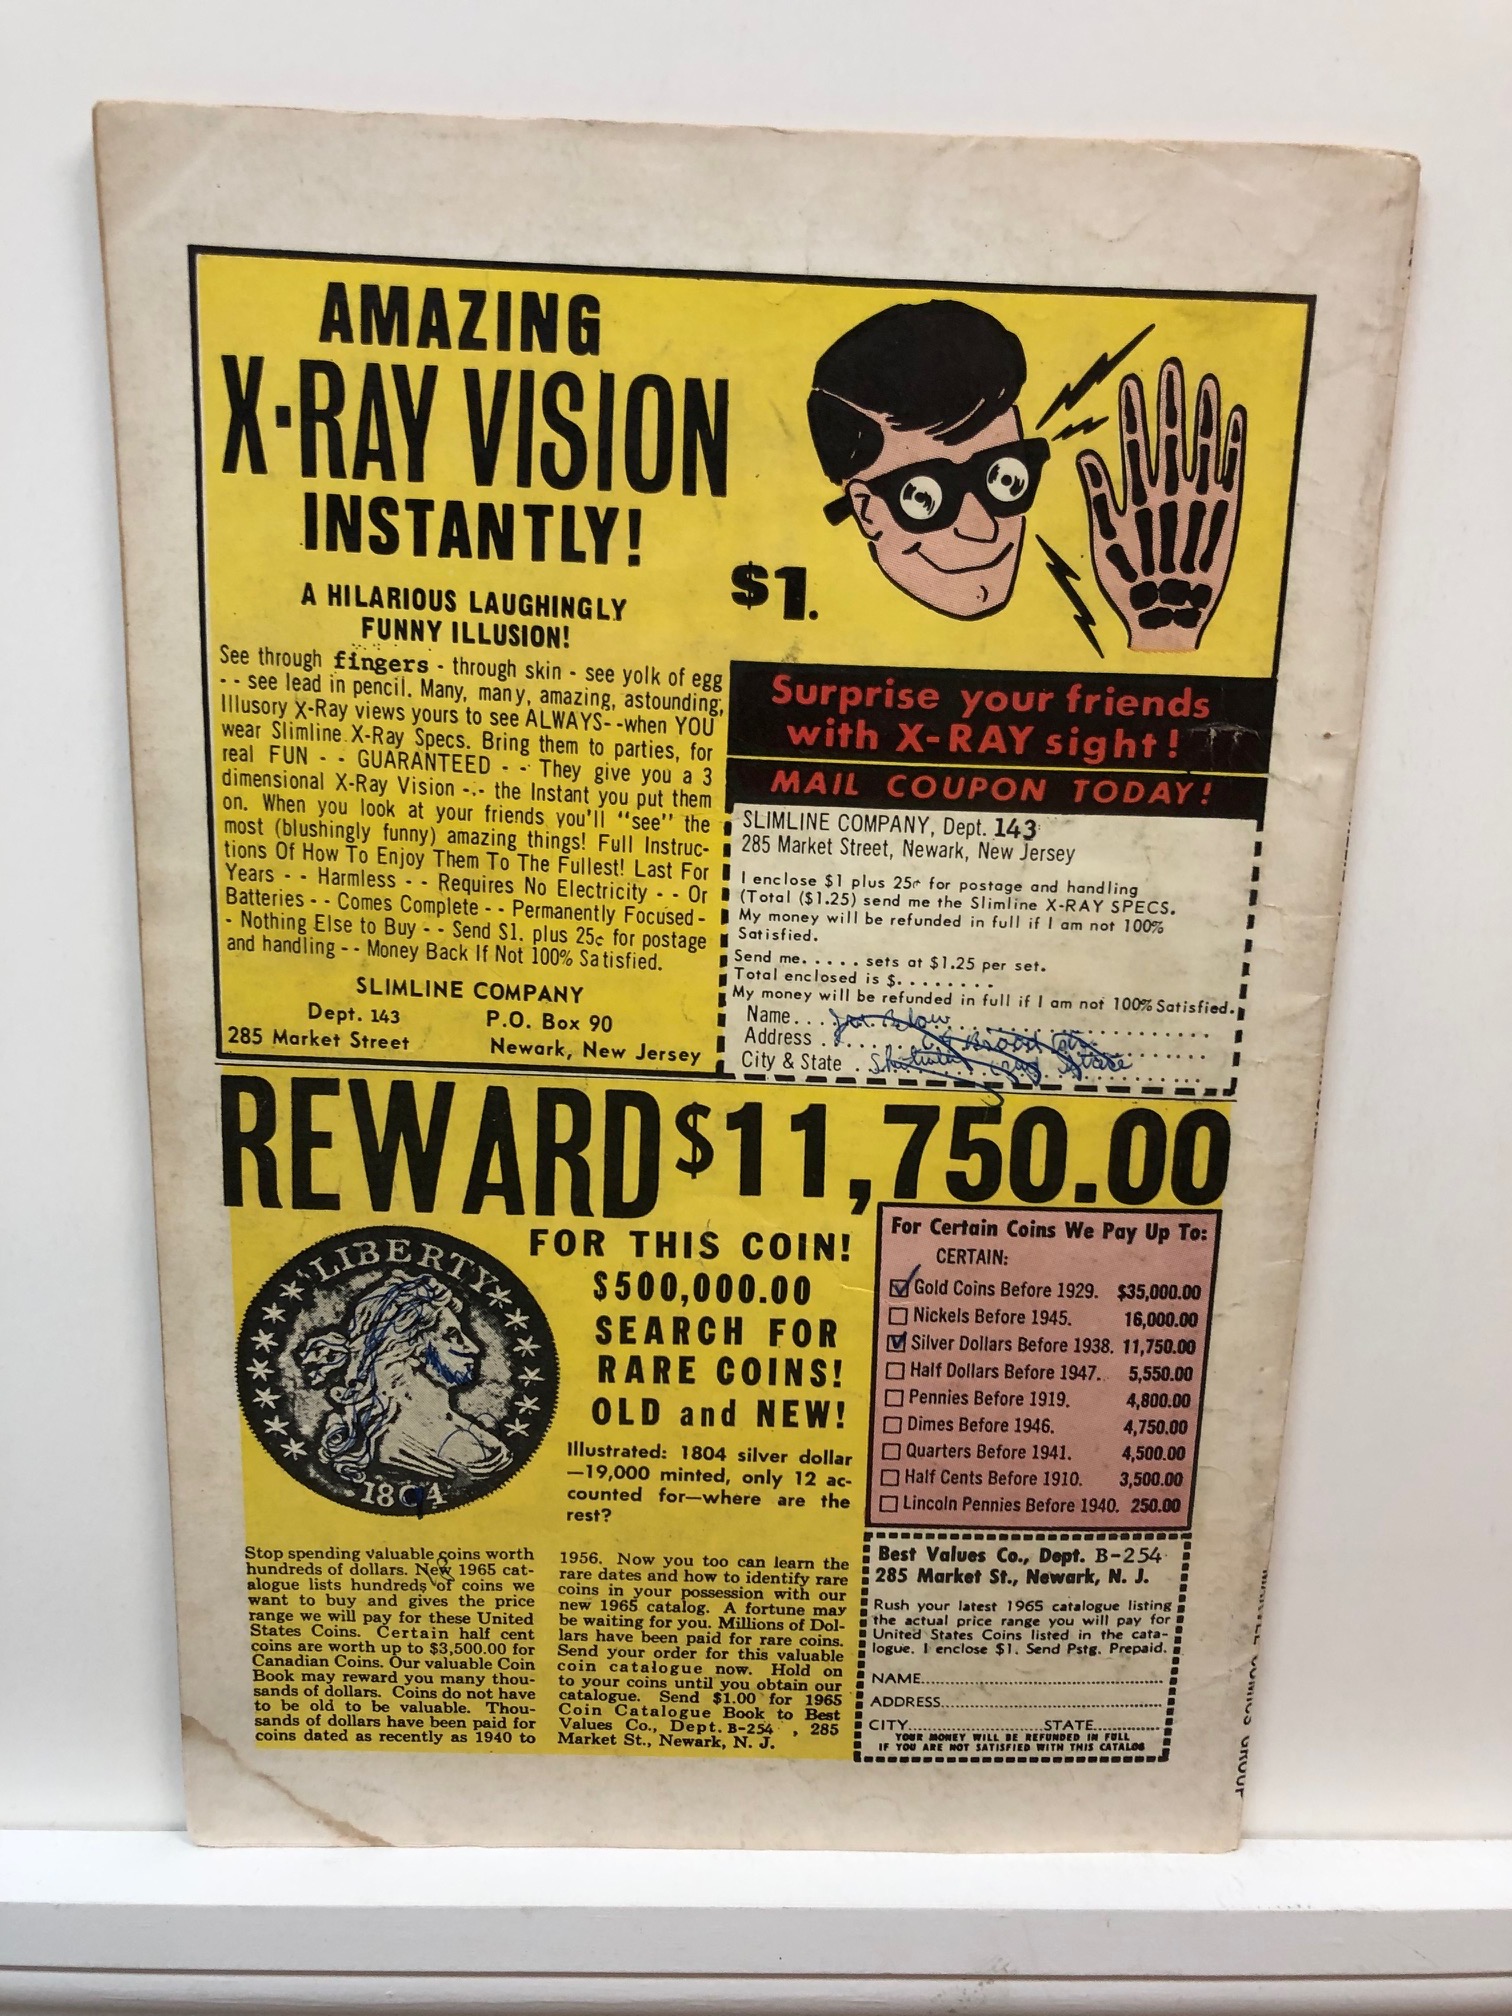 AMAZING
X-RAY VISION
INSTANTLY!
A HILARIOUS LAUGHINGLY
FUNNY ILLUSION!
See through fingers - through skin - see yolk of egg
- - see lead in pencil. Many, many, amazing, astounding,
Illusory X-Ray views yours to see ALWAYS--when YOU
wear Slimline X-Ray Specs. Bring them to parties, for
real FUN - - GUARANTEED - - They give you a 3
dimensional X-Ray Vision -.- the Instant you put them
on. When you look at your friends you'll "see" the
most (blushingly funny) amazing things! Full Instruc-
tions Of How To Enjoy Them To The Fullest! Last For
Years - - Harmless - - Requires No Electricity - - Or
Batteries - - Comes Complete - - Permanently Focused -
- Nothing Else to Buy - - Send $1. plus 25c for postage
and handling - - Money Back If Not 100% Satisfied.
SLIMLINE COMPANY
Dept. 143 P.O. Box 90
285 Market Street Newark, New Jersey
$1.
Surprise your friends
with X-RAY sight!
MAIL COUPON TODAY!
SLIMLINE COMPANY, Dept. 143
285 Market Street, Newark, New Jersey
I enclose $1 plus 25c for postage and handling
(Total ($1.25) send me the Slimline X-RAY SPECS.
My money will be refunded in full if I am not 100%
Satisfied.
Send me..... sets at $1.25 per set.
Total enclosed is $........
My money will be refunded in full if I am not 100% Satisfied.
Name... Joe Blow
Address . Broad
City & State . State
REWARD $11,750.00
FOR THIS COIN!
$500,000.00
SEARCH FOR
RARE COINS!
OLD and NEW!
LIBERTY
Illustrated: 1804 silver dollar
—19,000 minted, only 12 ac-
counted for—where are the
rest?
Stop spending valuable coins worth
hundreds of dollars. New 1965 cat-
alogue lists hundreds of coins we
want to buy and gives the price
range we will pay for these United
States Coins. Certain half cent
coins are worth up to $3,500.00 for
Canadian Coins. Our valuable Coin
Book may reward you many thou-
sands of dollars. Coins do not have
to be old to be valuable. Thou-
sands of dollars have been paid for
coins dated as recently as 1940 to
1956. Now you too can learn the
rare dates and how to identify rare
coins in your possession with our
new 1965 catalog. A fortune may
be waiting for you. Millions of Dol-
lars have been paid for rare coins.
Send your order for this valuable
coin catalogue now. Hold on
to your coins until you obtain our
catalogue. Send $1.00 for 1965
Coin Catalogue Book to Best
Values Co., Dept. B-254 , 285
Market St., Newark, N. J.
For Certain Coins We Pay Up To:
CERTAIN:
Gold Coins Before 1929. $35,000.00
Nickels Before 1945. 16,000.00
Silver Dollars Before 1938. 11,750.00
Half Dollars Before 1947. 5,550.00
Pennies Before 1919. 4,800.00
Dimes Before 1946. 4,750.00
Quarters Before 1941. 4,500.00
Half Cents Before 1910. 3,500.00
Lincoln Pennies Before 1940. 250.00
Best Values Co., Dept. B-254
285 Market St., Newark, N. J.
Rush your latest 1965 catalogue listing
the actual price range you will pay for
United States Coins listed in the cata-
logue. I enclose $1. Send Pstg. Prepaid.
NAME
ADDRESS
CITY STATE
YOUR MONEY WILL BE REFUNDED IN FULL
IF YOU ARE NOT SATISFIED WITH THIS CATALOG